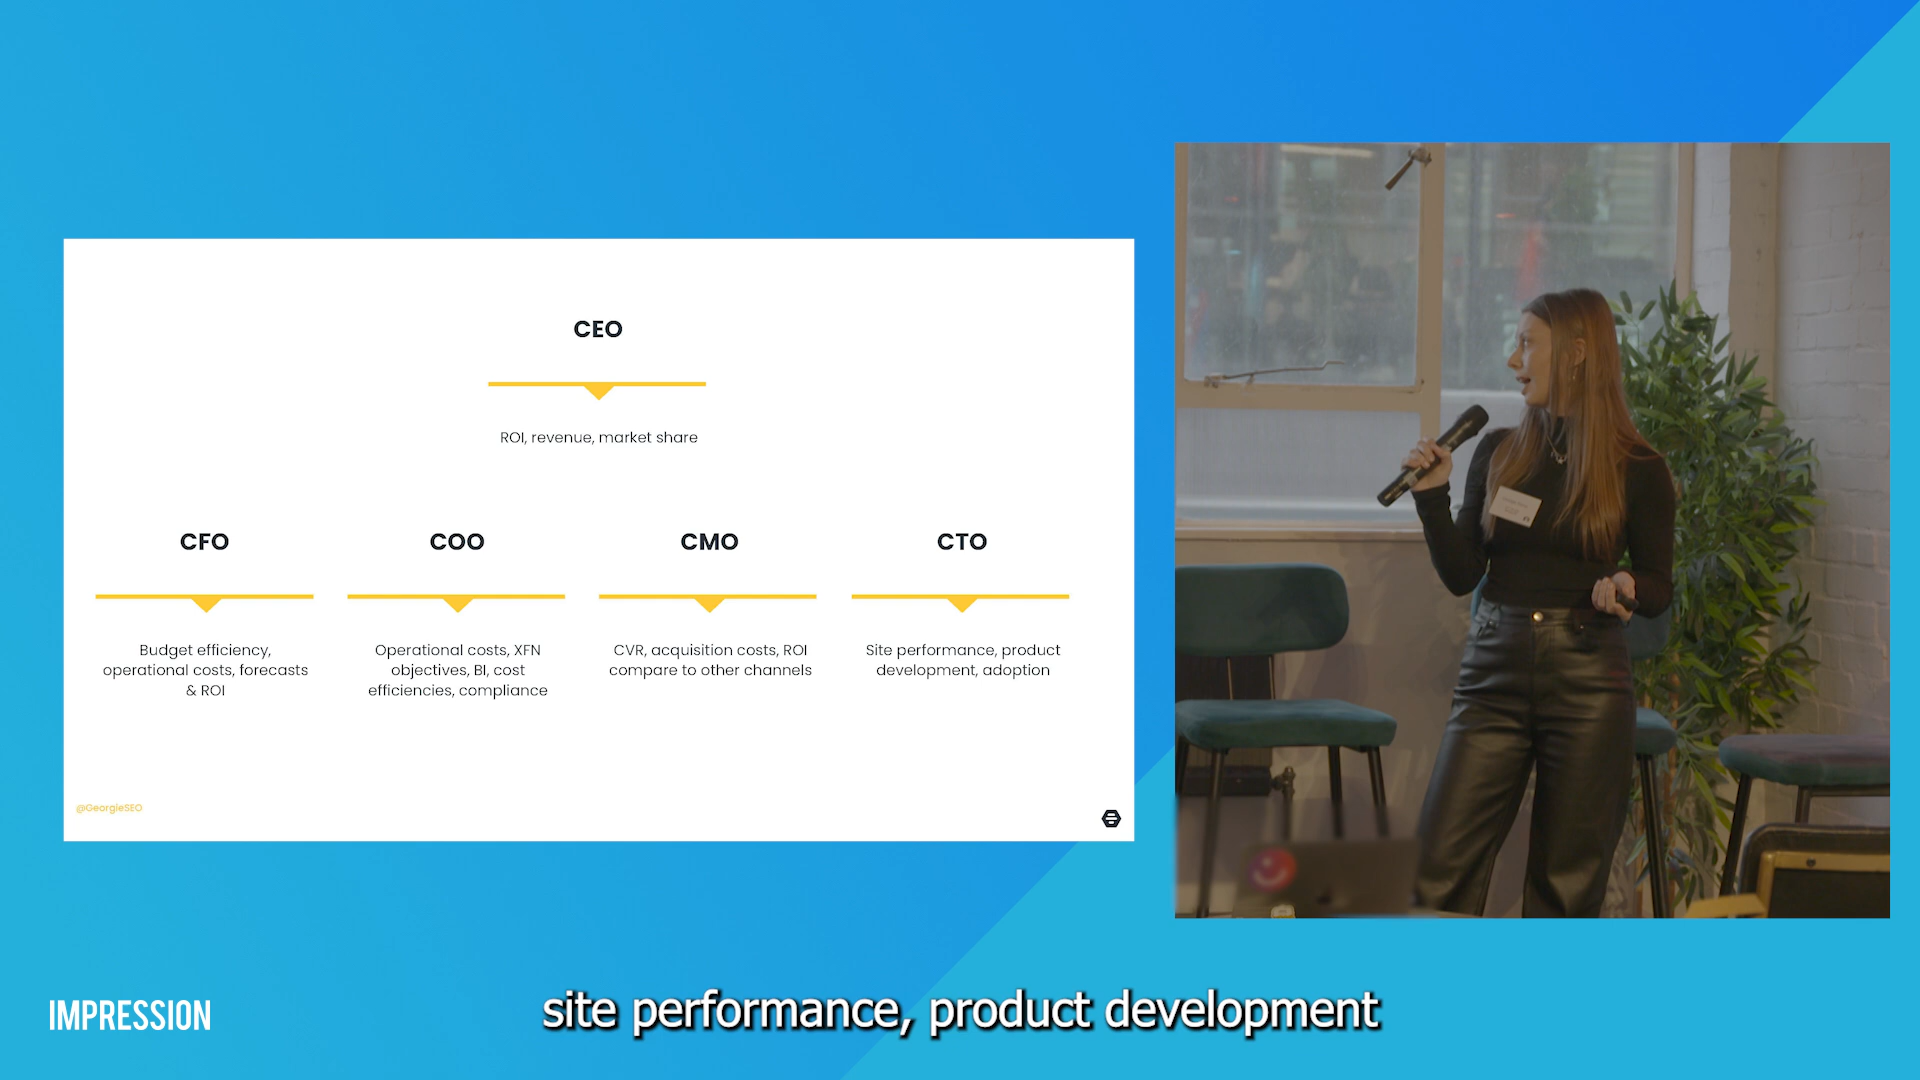 CEO
ROI, revenue, market share
CFO
Budget efficiency,
operational costs, forecasts
& ROI
COO
Operational costs, XFN
objectives, BI, cost
efficiencies, compliance
CMO
CVR, acquisition costs, ROI
compare to other channels
CTO
Site performance, product
development, adoption
@GeorgieSEO
IMPRESSION
site performance, product development